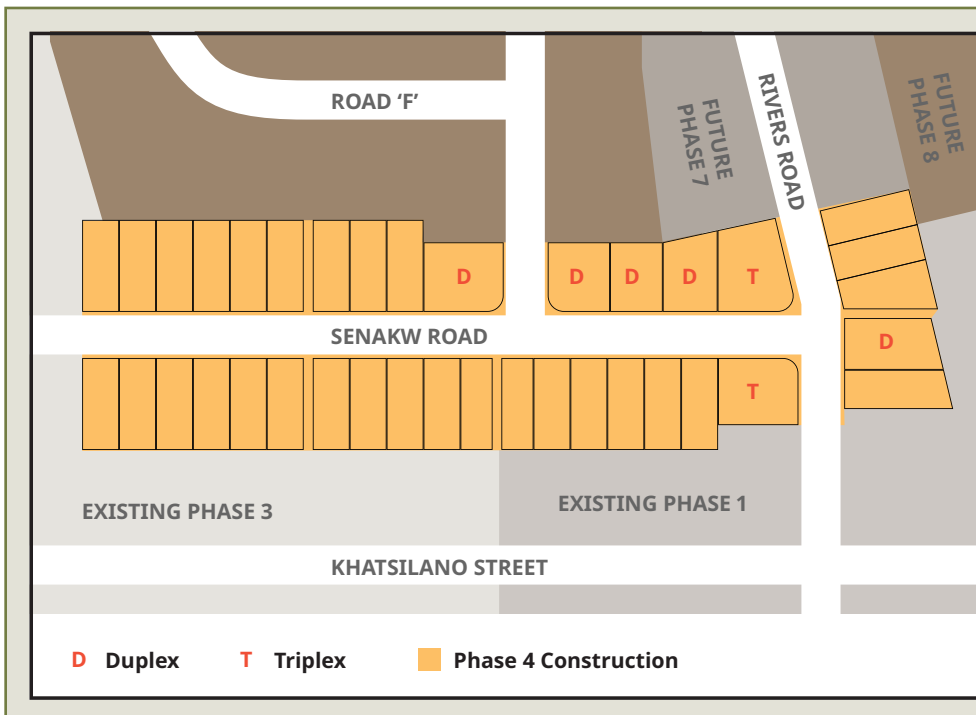 ROAD ‘F’
FUTURE
PHASE 7
RIVERS ROAD
FUTURE
PHASE 8
D
D
D
D
T
SENAKW ROAD
D
T
EXISTING PHASE 3
EXISTING PHASE 1
KHATSILANO STREET
D Duplex
T Triplex
Phase 4 Construction